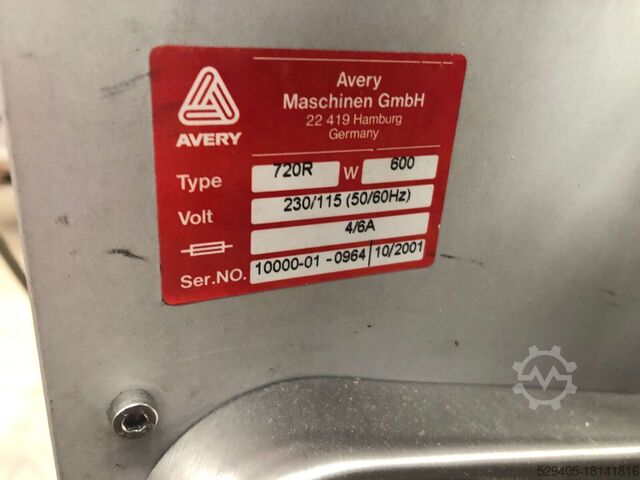 AVERY
Avery
Maschinen GmbH
22 419 Hamburg
Germany
Type 720R W 600
Volt 230/115 (50/60Hz)
4/6A
Ser.NO. 10000-01 -0964 10/2001
529405-18141816